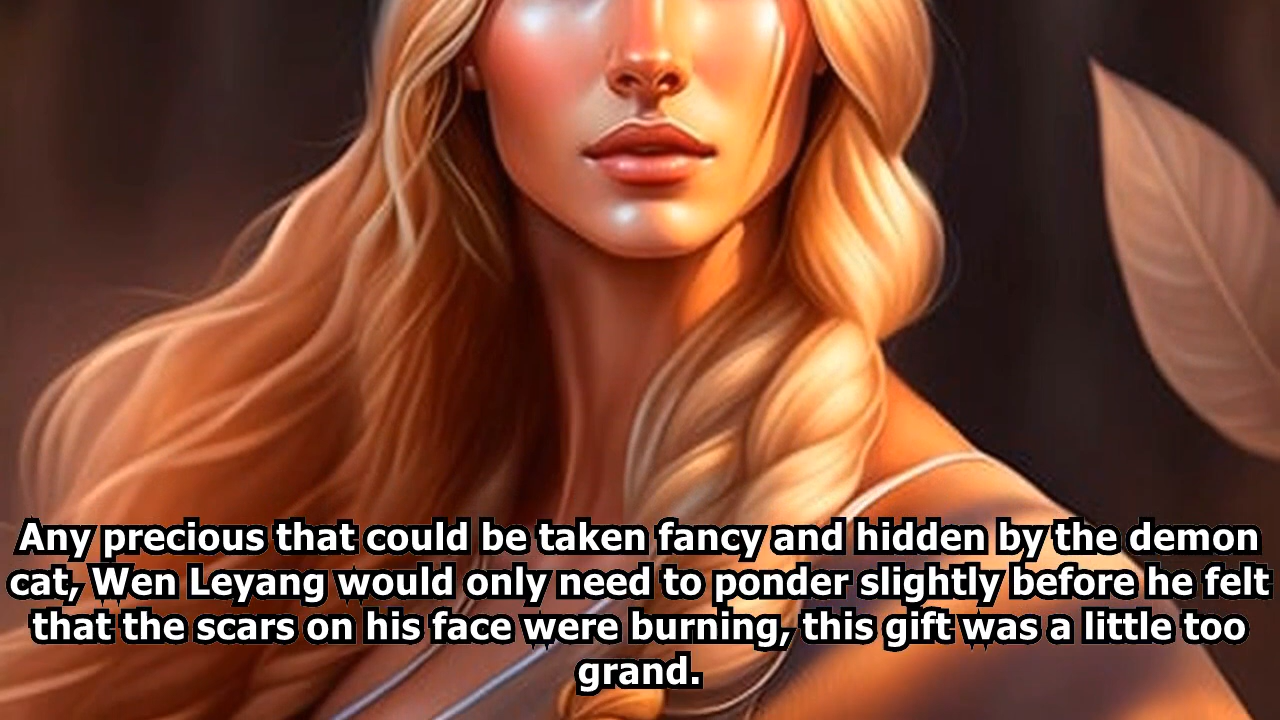 Any precious that could be taken fancy and hidden by the demon
cat, Wen Leyang would only need to ponder slightly before he felt
that the scars on his face were burning, this gift was a little too
grand.